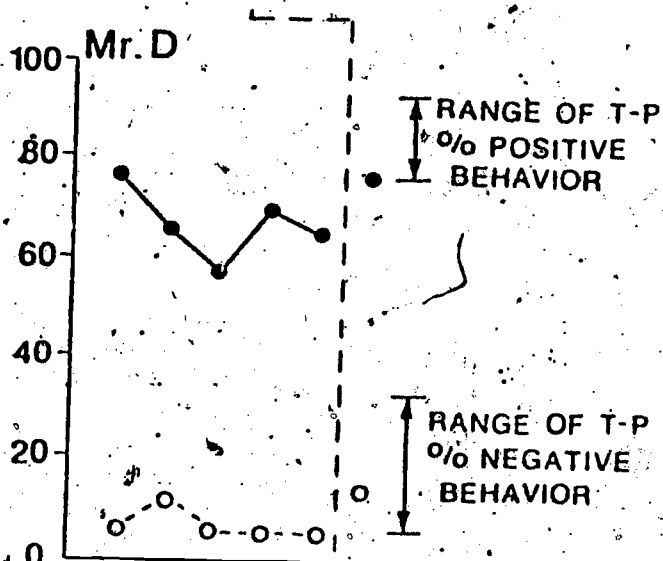 Mr. D
100
80
60
40
20
0
RANGE OF T-P
% POSITIVE
BEHAVIOR
RANGE OF T-P
% NEGATIVE
BEHAVIOR